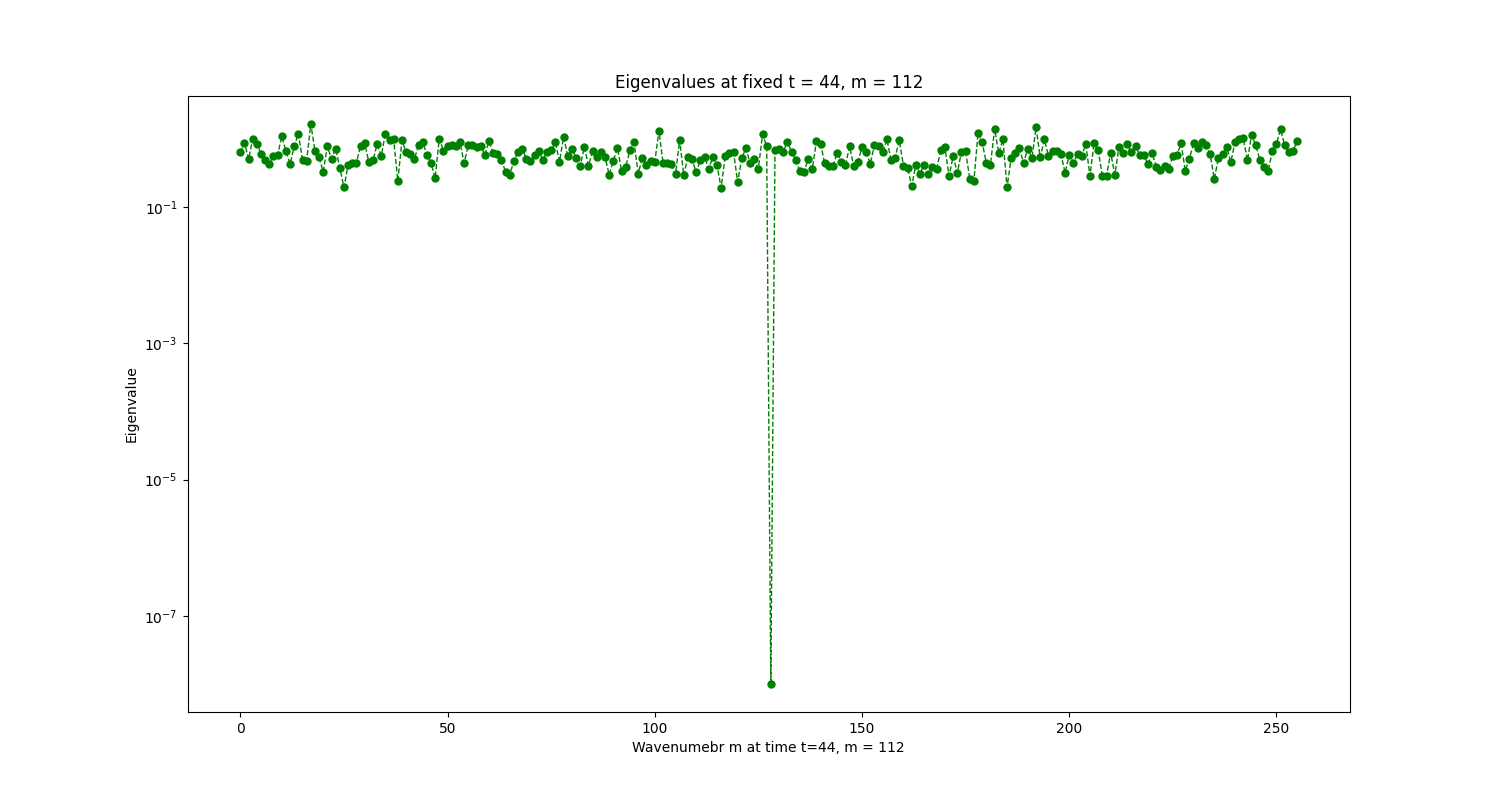 Eigenvalues at fixed t = 44, m = 112
Eigenvalue
10⁻¹
10⁻³
10⁻⁵
10⁻⁷
0 50 100 150 200 250
Wavenumebr m at time t=44, m = 112